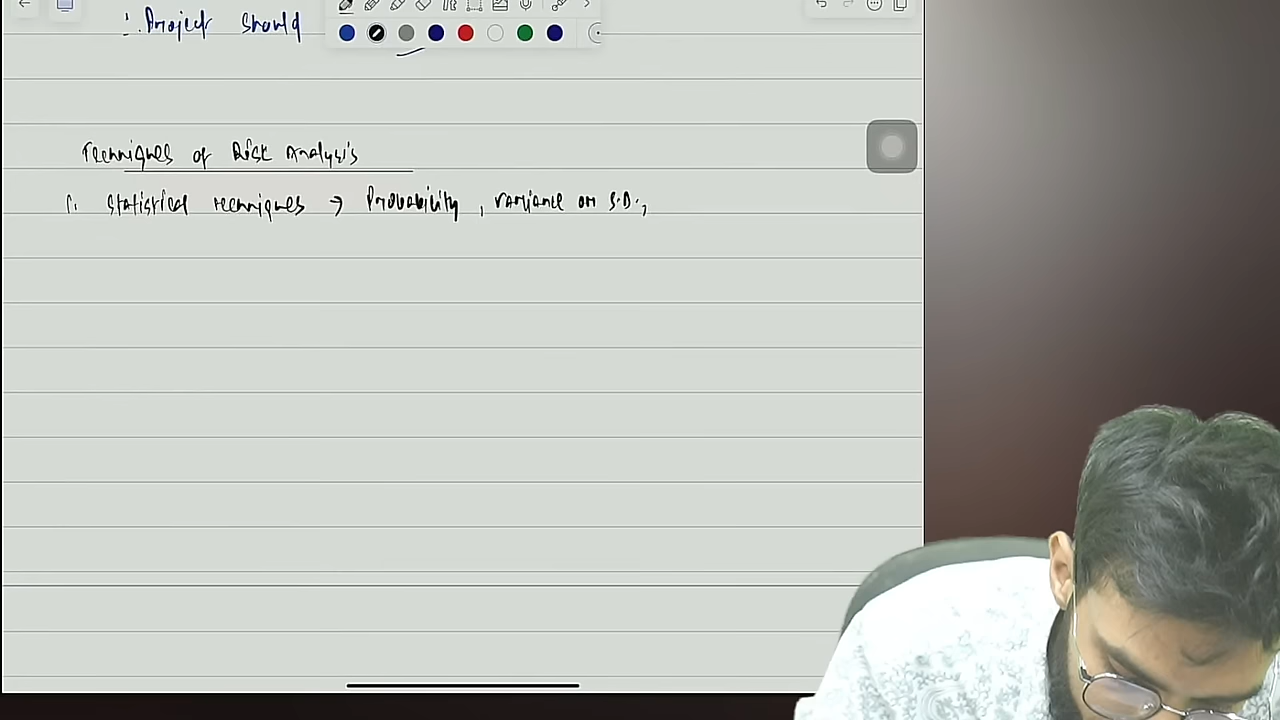 ∴ Project should
Techniques of Risk Analysis
1. Statistical techniques → Probability, variance or S.D.,